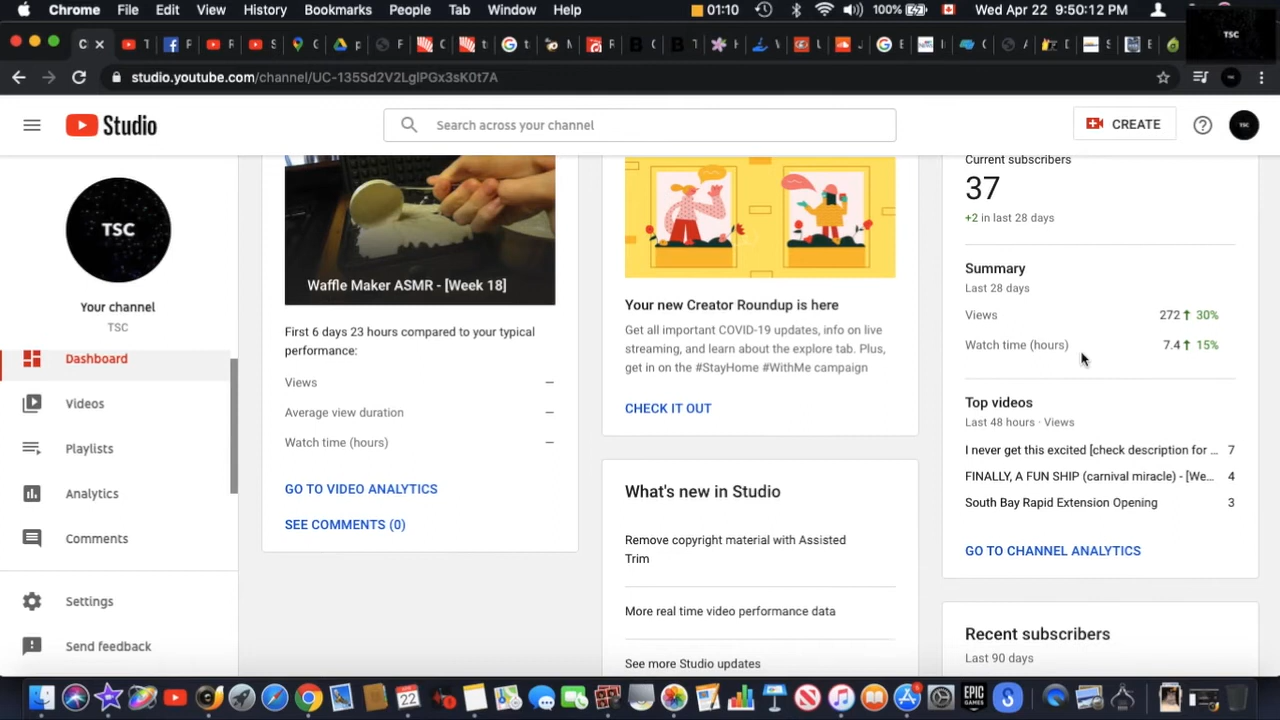 Chrome File Edit View History Bookmarks People Tab Window Help 01:10 100% Wed Apr 22 9:50:12 PM
TSC
studio.youtube.com/channel/UC-135Sd2V2LglPGx3sK0t7A
Studio
Search across your channel
CREATE
TSC
TSC
Your channel
TSC
Dashboard
Videos
Playlists
Analytics
Comments
Settings
Send feedback
Waffle Maker ASMR - [Week 18]
First 6 days 23 hours compared to your typical
performance:
Views –
Average view duration –
Watch time (hours) –
GO TO VIDEO ANALYTICS
SEE COMMENTS (0)
Your new Creator Roundup is here
Get all important COVID-19 updates, info on live
streaming, and learn about the explore tab. Plus,
get in on the #StayHome #WithMe campaign
CHECK IT OUT
What's new in Studio
Remove copyright material with Assisted
Trim
More real time video performance data
See more Studio updates
Current subscribers
37
+2 in last 28 days
Summary
Last 28 days
Views 272 30%
Watch time (hours) 7.4 15%
Top videos
Last 48 hours · Views
I never get this excited [check description for ... 7
FINALLY, A FUN SHIP (carnival miracle) - [We... 4
South Bay Rapid Extension Opening 3
GO TO CHANNEL ANALYTICS
Recent subscribers
Last 90 days
22
EPIC
GAMES